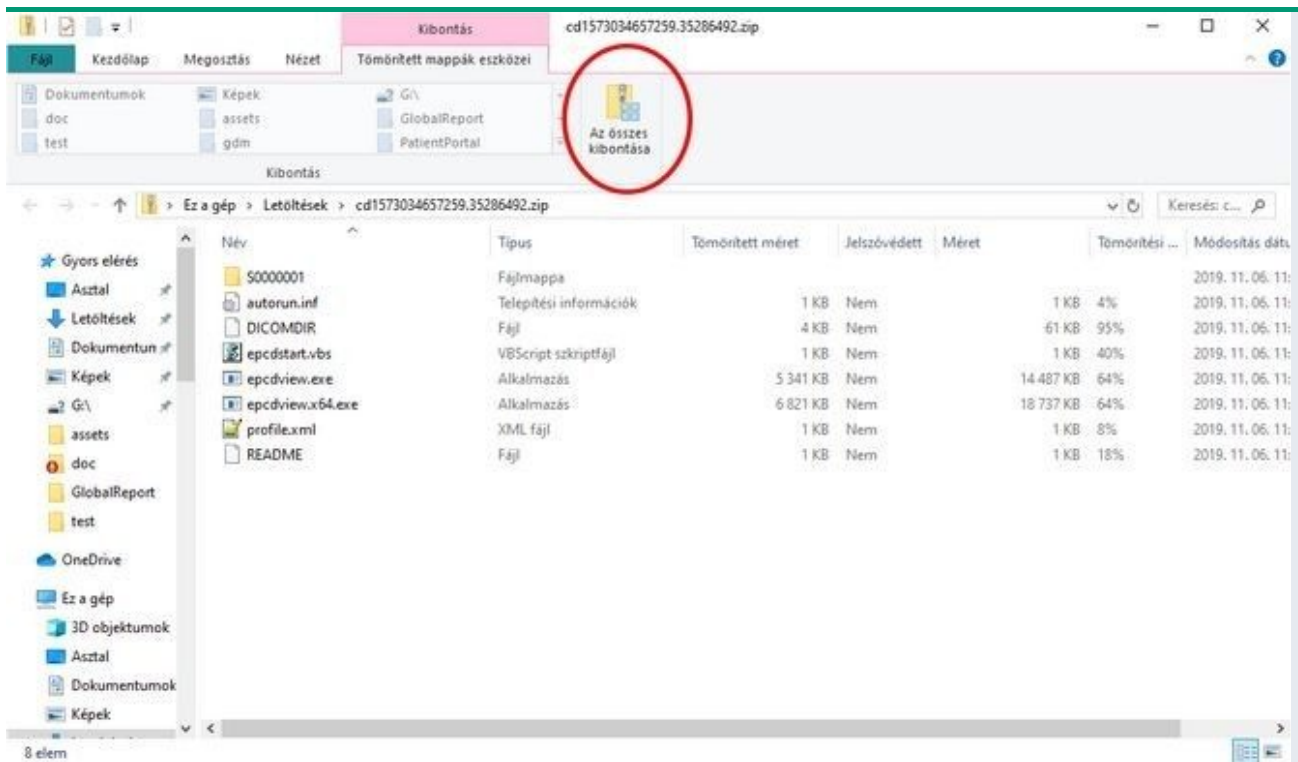 Kibontás cd1573034657259.35286492.zip
Fájl Kezdőlap Megosztás Nézet Tömörített mappák eszközei
Dokumentumok Képek G:\
doc assets GlobalReport
test gdm PatientPortal
Az összes
kibontása
Kibontás
Ez a gép > Letöltések > cd1573034657259.35286492.zip Keresés: c...
Név Típus Tömörített méret Jelszóvédett Méret Tömörítési ... Módosítás dátu
S0000001 Fájlmappa 2019. 11. 06. 11:
autorun.inf Telepítési információk 1 KB Nem 1 KB 4% 2019. 11. 06. 11:
DICOMDIR Fájl 4 KB Nem 61 KB 95% 2019. 11. 06. 11:
epcdstart.vbs VBScript szkriptfájl 1 KB Nem 1 KB 40% 2019. 11. 06. 11:
epcdview.exe Alkalmazás 5 341 KB Nem 14 487 KB 64% 2019. 11. 06. 11:
epcdview.x64.exe Alkalmazás 6 821 KB Nem 18 737 KB 64% 2019. 11. 06. 11:
profile.xml XML fájl 1 KB Nem 1 KB 8% 2019. 11. 06. 11:
README Fájl 1 KB Nem 1 KB 18% 2019. 11. 06. 11:
Gyors elérés
Asztal
Letöltések
Dokumentun
Képek
G:\
assets
doc
GlobalReport
test
OneDrive
Ez a gép
3D objektumok
Asztal
Dokumentumok
Képek
8 elem